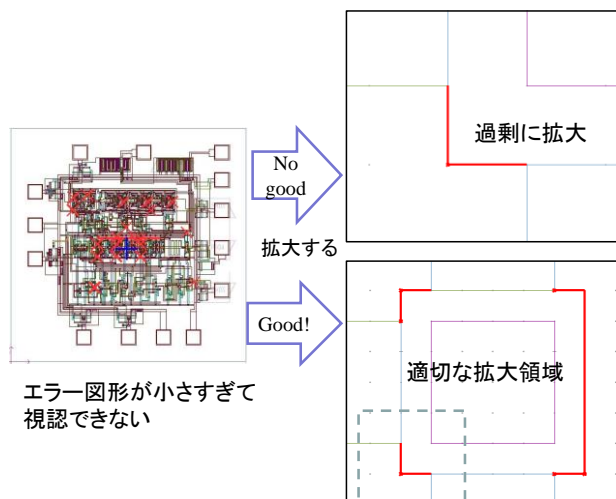 過剰に拡大
No
good
拡大する
Good!
適切な拡大領域
エラー図形が小さすぎて
視認できない